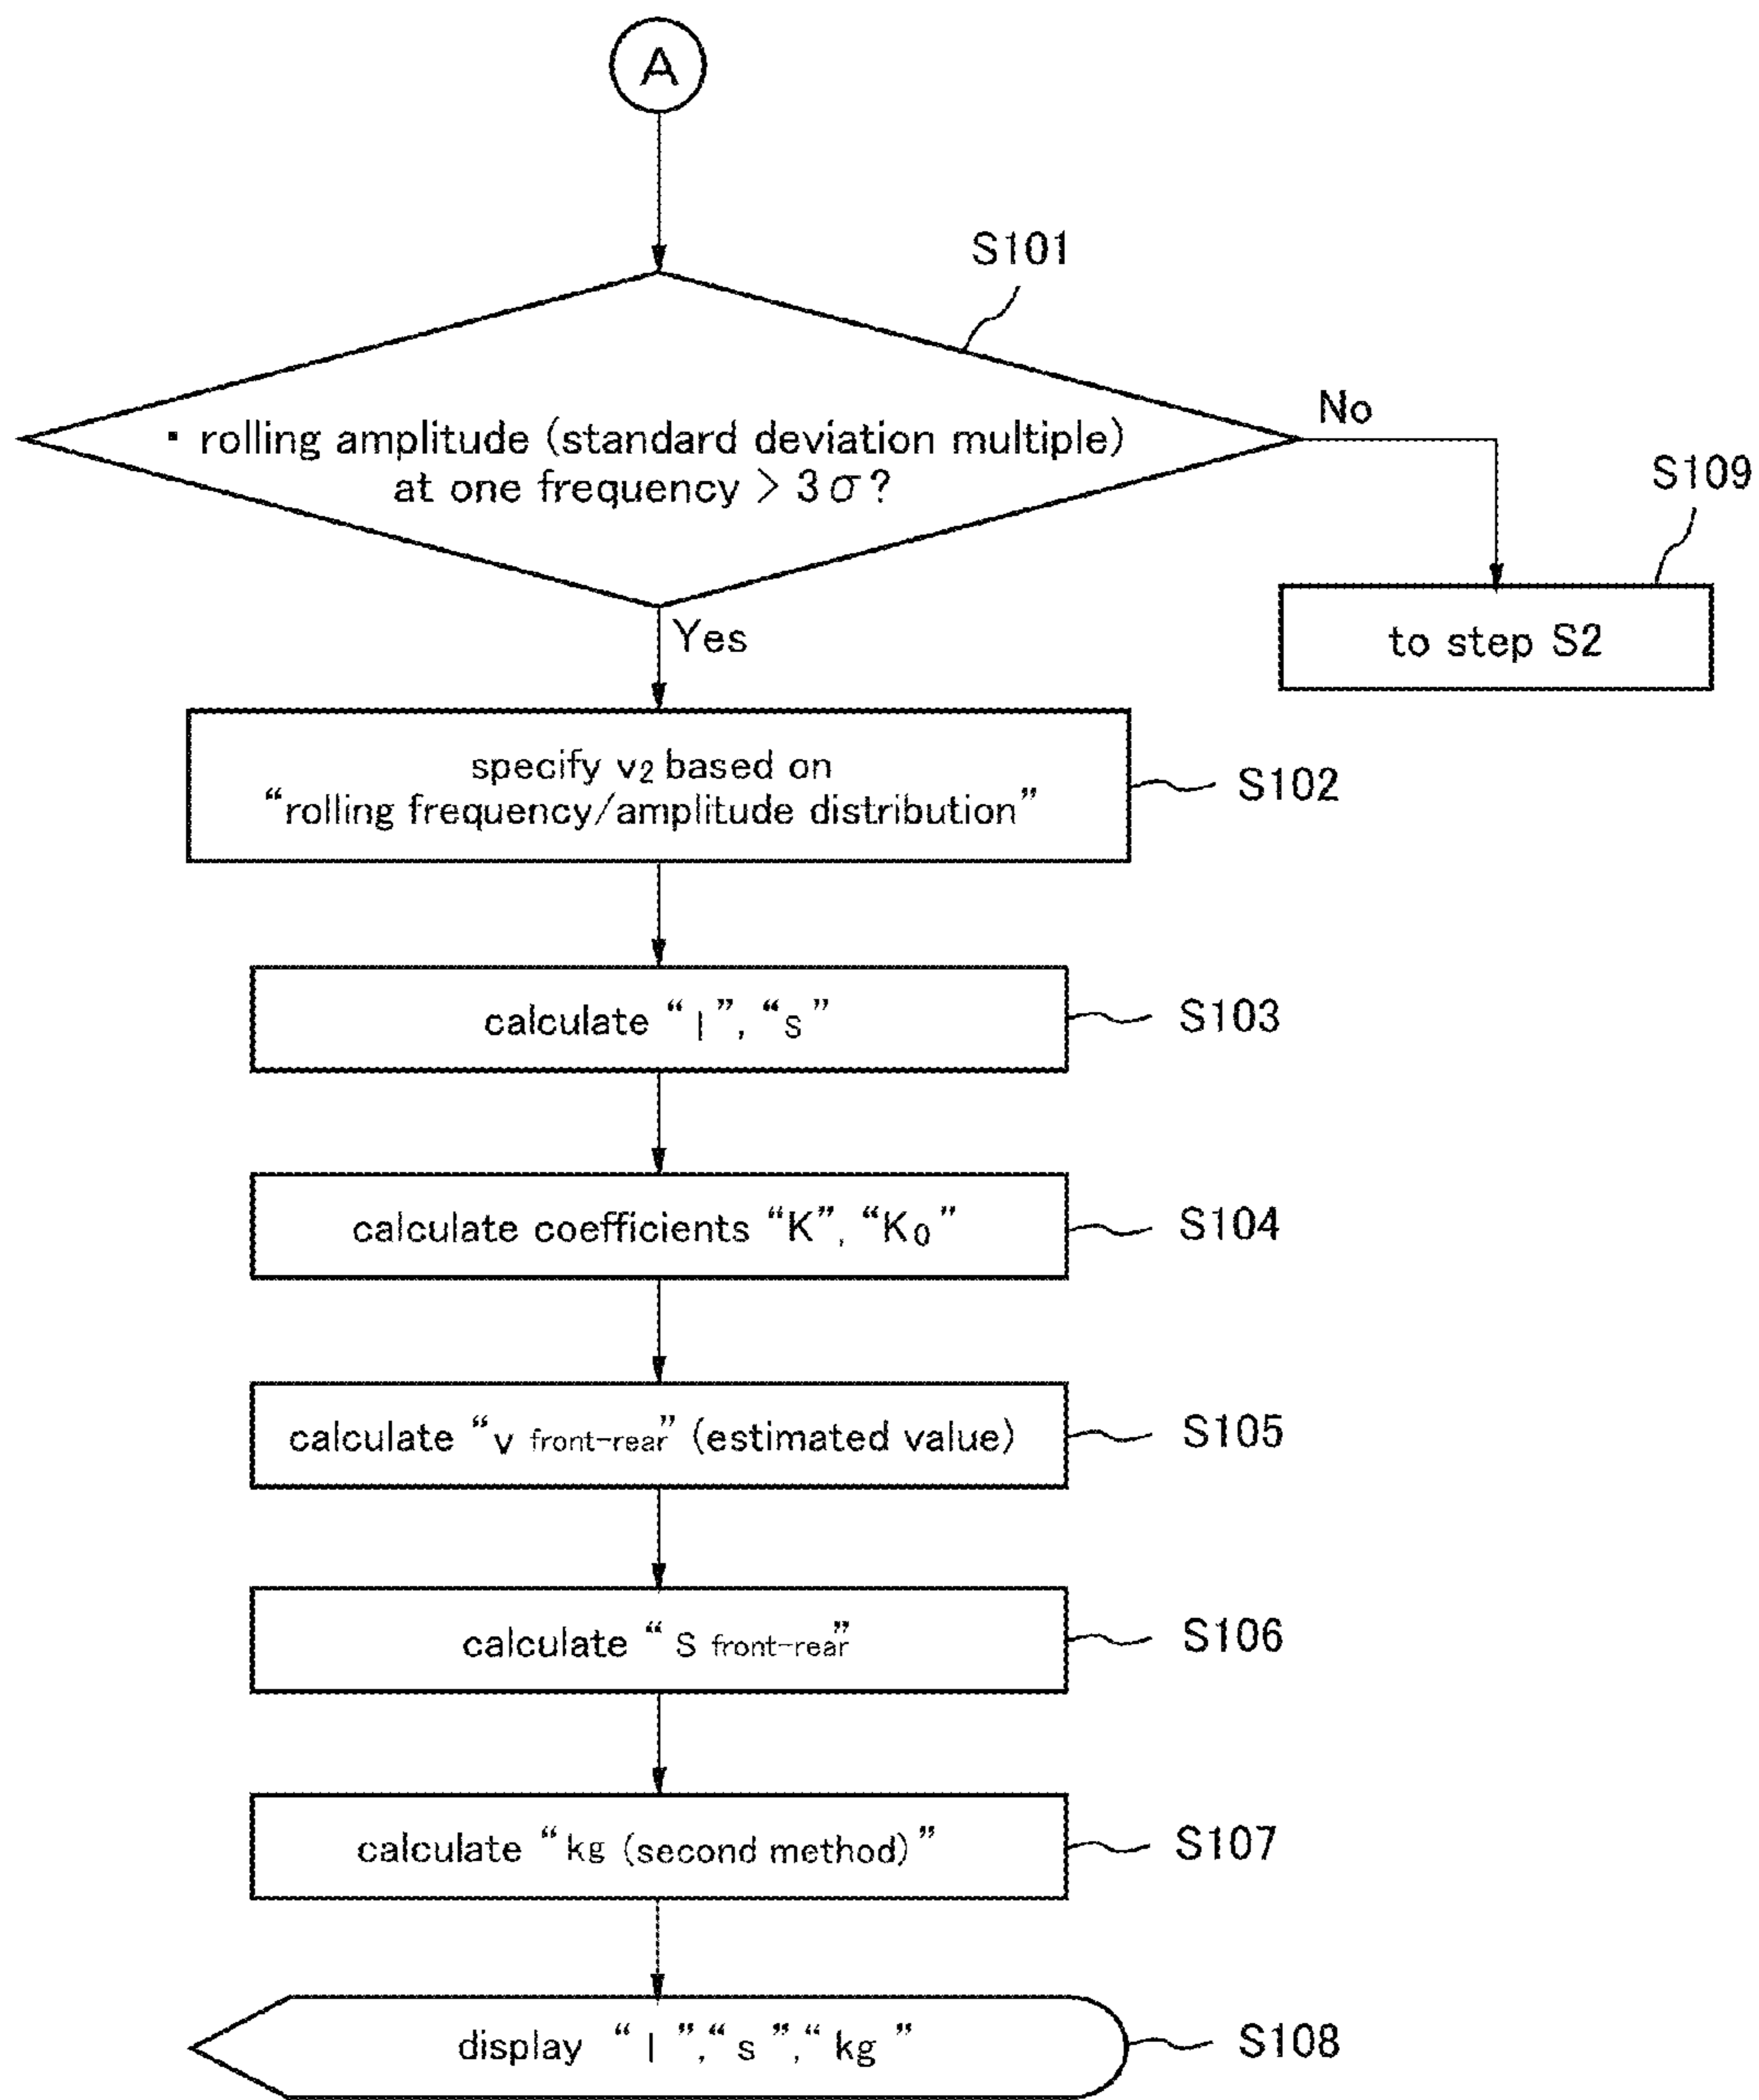 A
S101
▪ rolling amplitude (standard deviation multiple)
at one frequency > 3σ?
No
S109
to step S2
Yes
specify v₂ based on
“rolling frequency/amplitude distribution”
S102
calculate “l”, “s”
S103
calculate coefficients “K”, “K₀”
S104
calculate “v front-rear” (estimated value)
S105
calculate “S front-rear”
S106
calculate “kg (second method)”
S107
display “l”,“s”,“kg”
S108